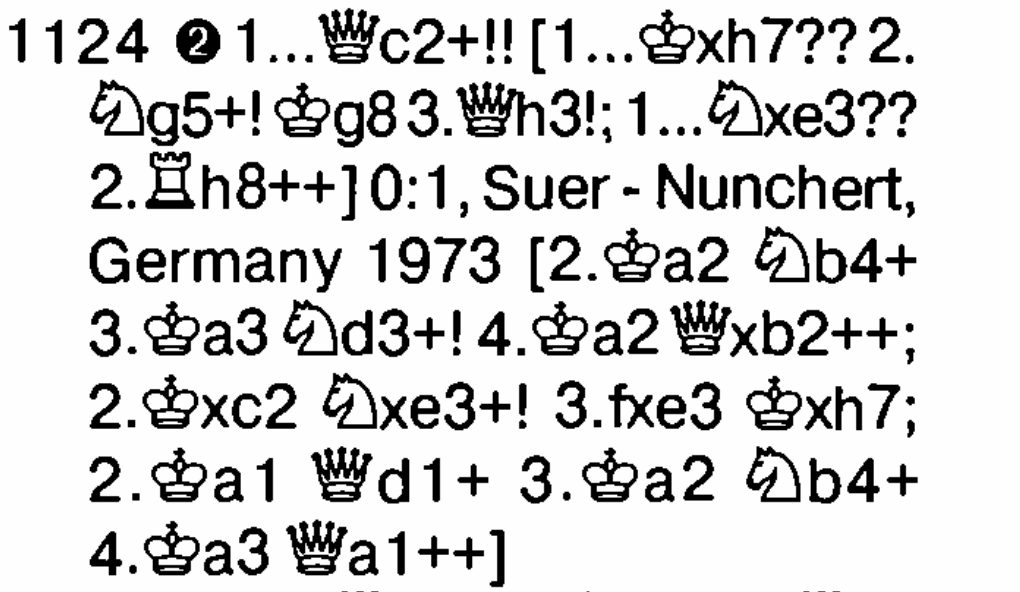 1124 ❷ 1...♕c2+!! [1...♔xh7?? 2.
♘g5+! ♔g8 3.♕h3!; 1...♘xe3??
2.♖h8++] 0:1, Suer - Nunchert,
Germany 1973 [2.♔a2 ♘b4+
3.♔a3 ♘d3+! 4.♔a2 ♕xb2++;
2.♔xc2 ♘xe3+! 3.fxe3 ♔xh7;
2.♔a1 ♕d1+ 3.♔a2 ♘b4+
4.♔a3 ♕a1++]